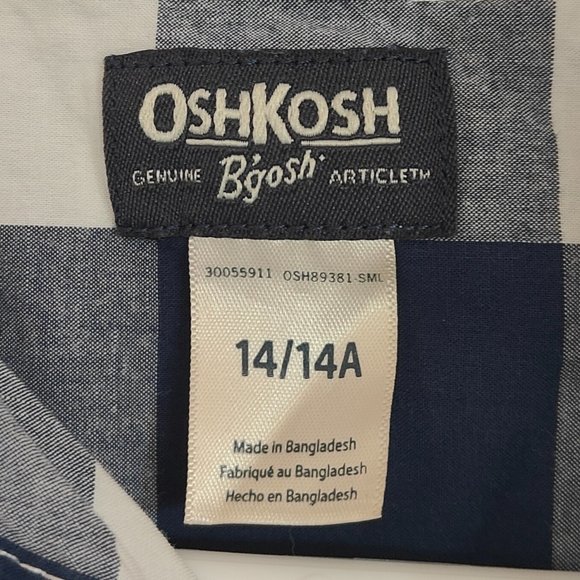 OSHKOSH
GENUINE B'gosh ARTICLE™
30055911 OSH89381-SML
14/14A
Made in Bangladesh
Fabriqué au Bangladesh
Hecho en Bangladesh